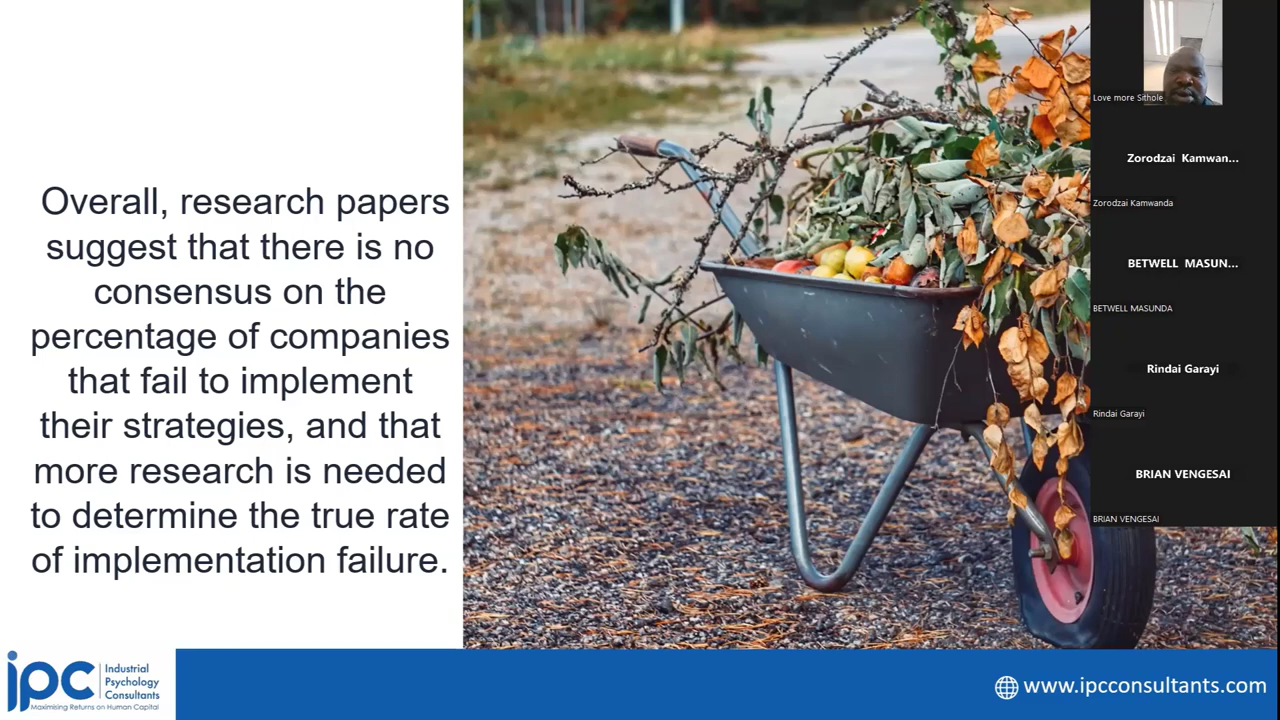 Overall, research papers
suggest that there is no
consensus on the
percentage of companies
that fail to implement
their strategies, and that
more research is needed
to determine the true rate
of implementation failure.
Love more Sithole
Zorodzai Kamwan...
Zorodzai Kamwanda
BETWELL MASUN...
BETWELL MASUNDA
Rindai Garayi
Rindai Garayi
BRIAN VENGESAI
BRIAN VENGESAI
ipc
Industrial
Psychology
Consultants
Maximising Returns on Human Capital
www.ipcconsultants.com